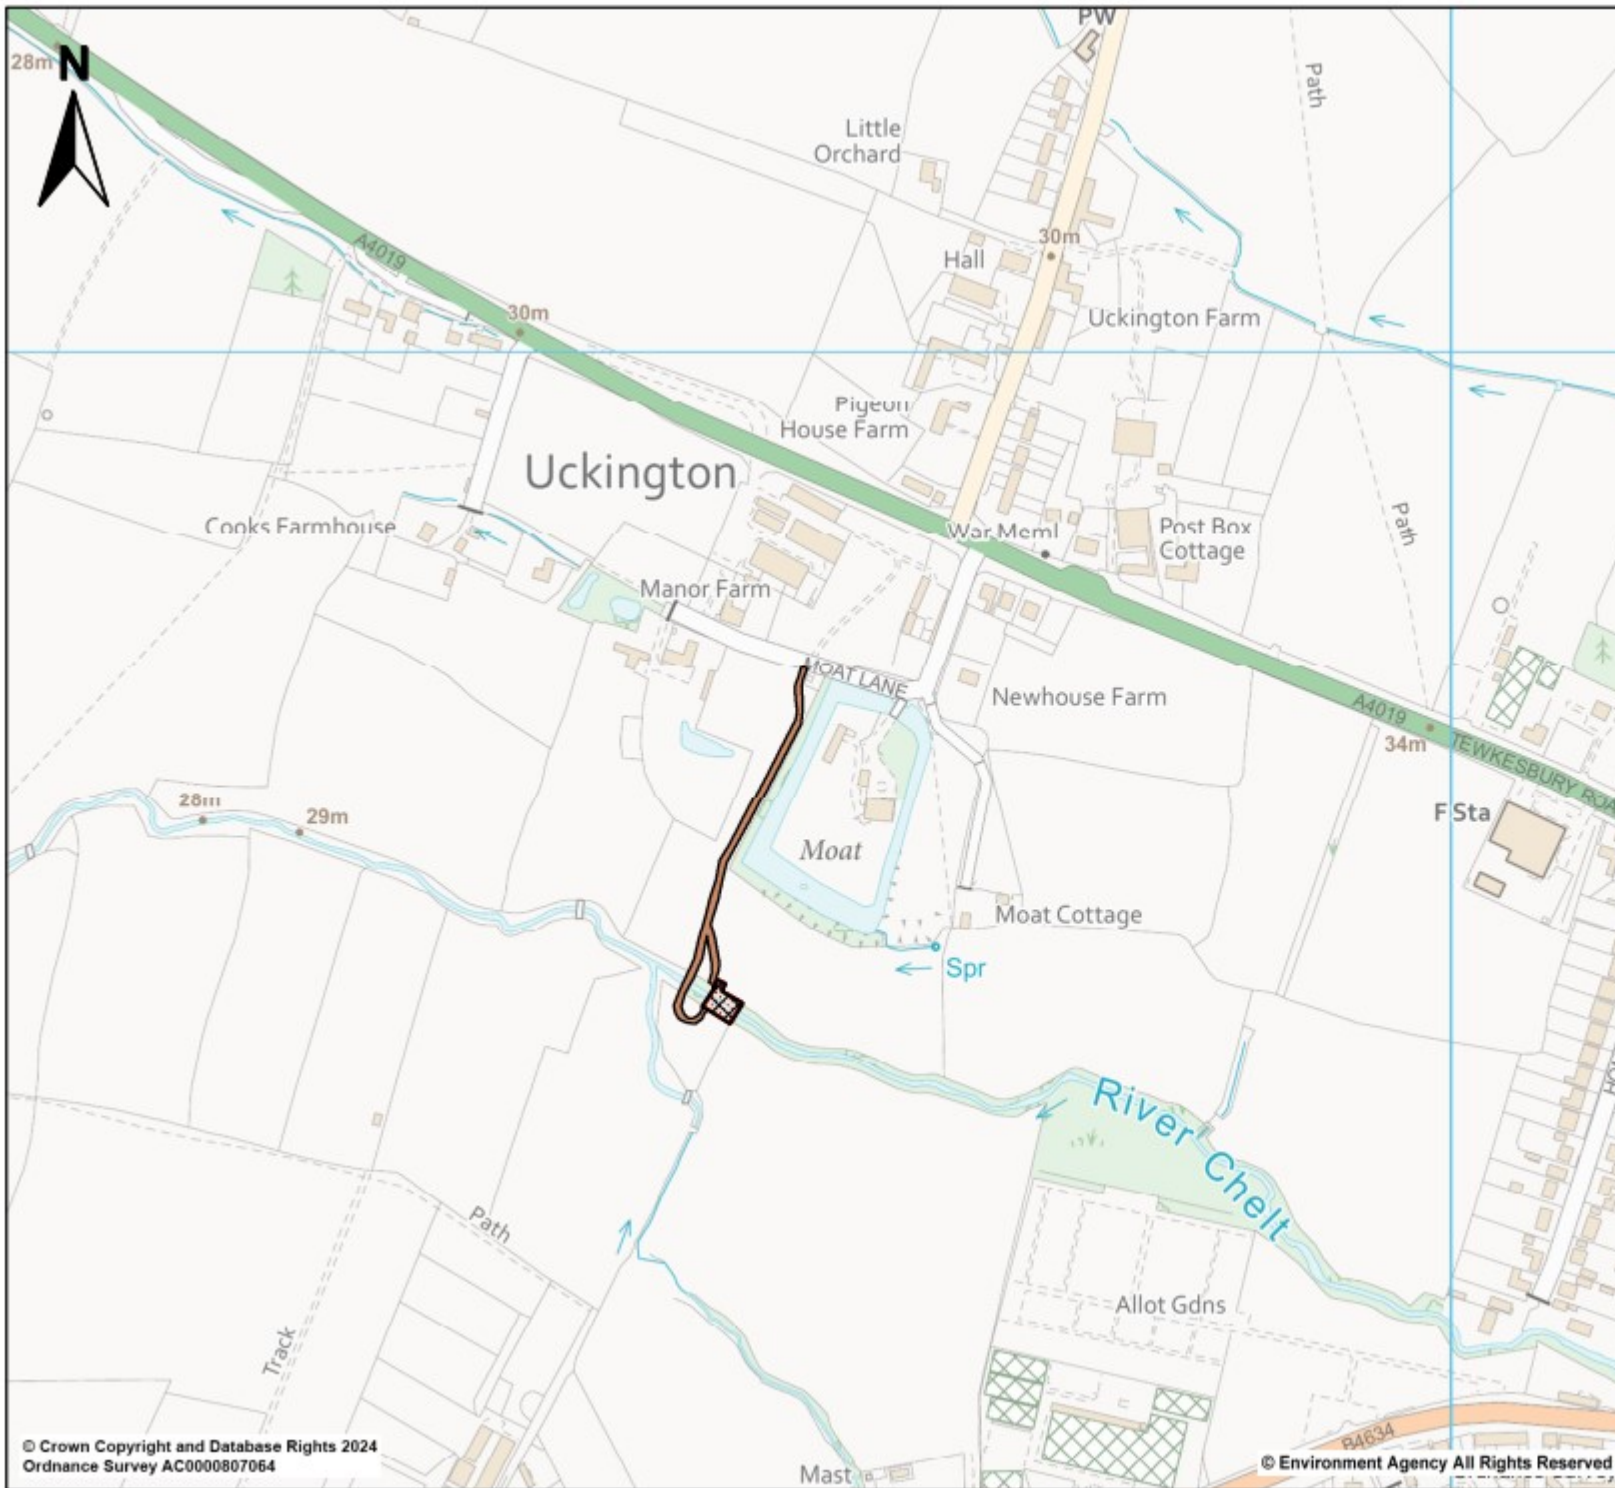 PW
28m
N
Path
Little
Orchard
30m
A4019
Hall
30m
Uckington Farm
Pigeon
House Farm
Uckington
Cooks Farmhouse
War Meml
Post Box
Cottage
Path
Manor Farm
MOAT LANE
Newhouse Farm
A4019
34m
TEWKESBURY ROA
28m
29m
F Sta
Moat
Moat Cottage
Spr
River Chelt
Path
Allot Gdns
Track
B4634
© Crown Copyright and Database Rights 2024
Ordnance Survey AC0000807064
Mast
© Environment Agency All Rights Reserved